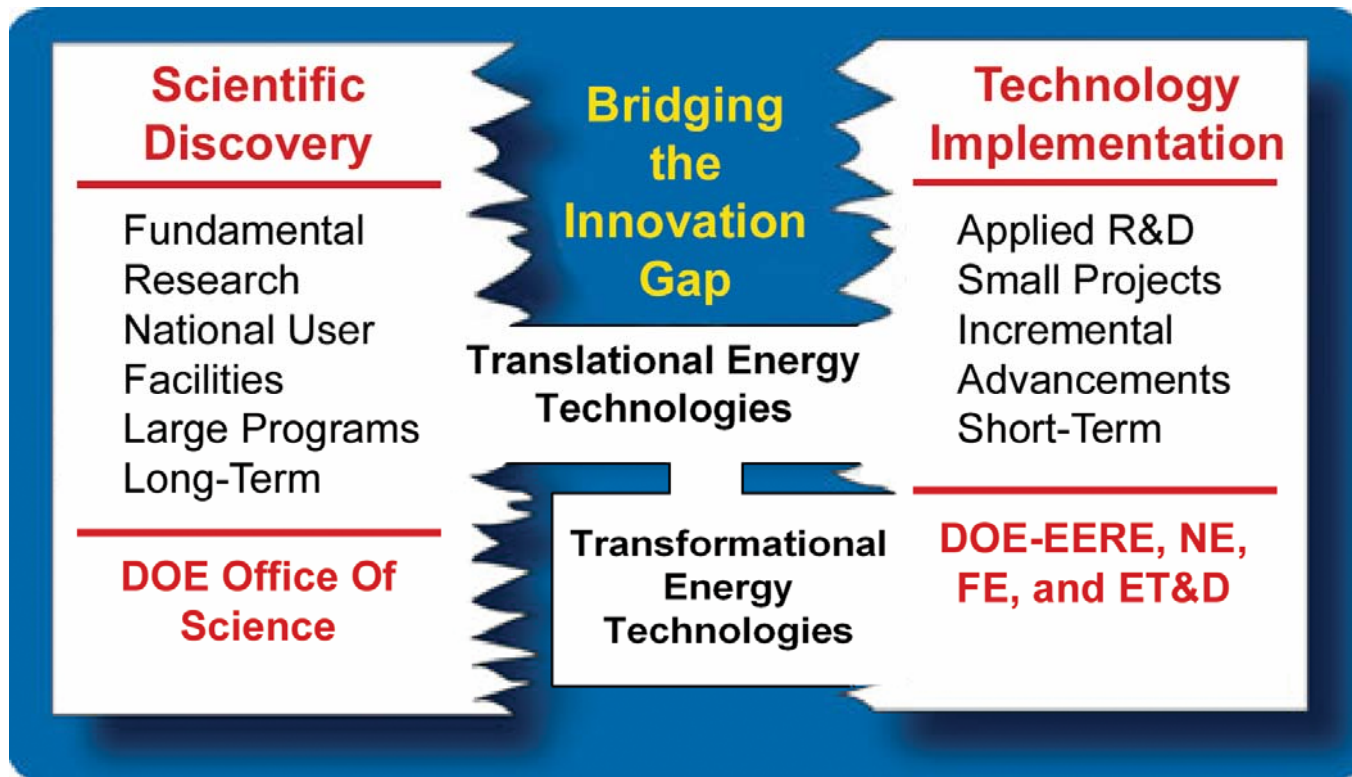 Scientific
Discovery
Fundamental
Research
National User
Facilities
Large Programs
Long-Term
DOE Office Of
Science
Bridging
the
Innovation
Gap
Translational Energy
Technologies
Transformational
Energy
Technologies
Technology
Implementation
Applied R&D
Small Projects
Incremental
Advancements
Short-Term
DOE-EERE, NE,
FE, and ET&D